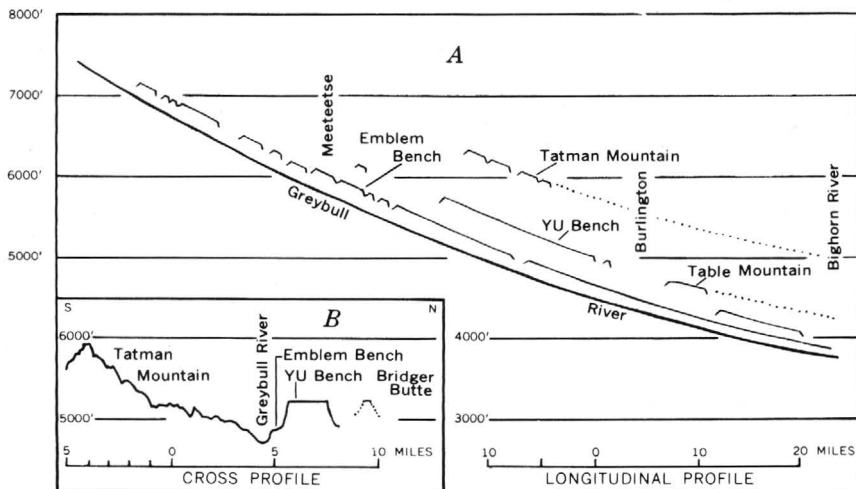 8000'
A
7000'
Meeteetse
Emblem
Bench
Tatman Mountain
6000'
Greybull
Burlington
Bighorn River
YU Bench
5000'
Table Mountain
River
4000'
3000'
S
B
N
6000'
Tatman
Mountain
Greybull River
Emblem Bench
YU Bench
Bridger
Butte
5000'
5 0 5 10 MILES
CROSS PROFILE
10 0 10 20 MILES
LONGITUDINAL PROFILE